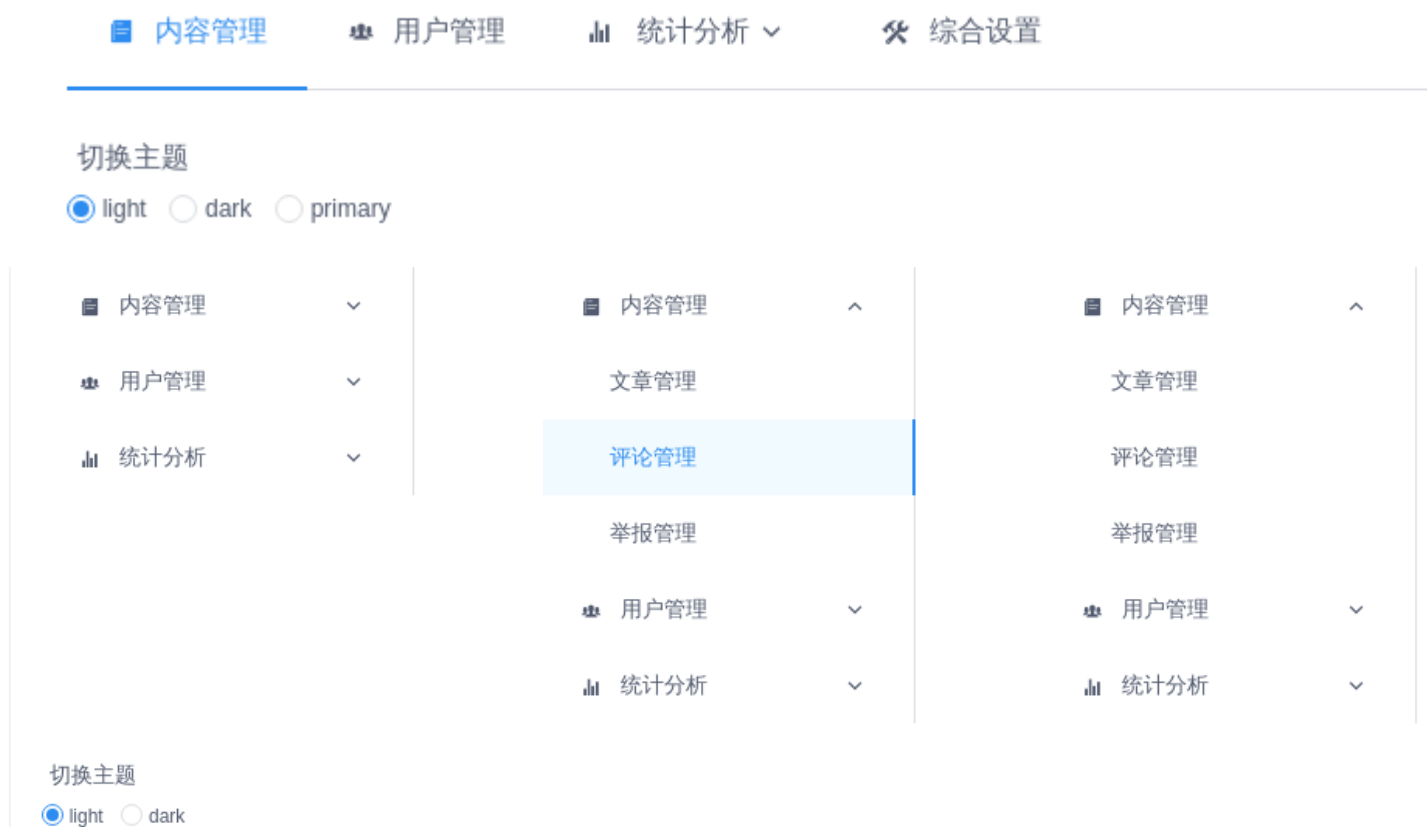 内容管理 用户管理 统计分析 综合设置
切换主题
light dark primary
内容管理 内容管理 内容管理
用户管理 文章管理 文章管理
统计分析 评论管理 评论管理
举报管理 举报管理
用户管理 用户管理
统计分析 统计分析
切换主题
light dark